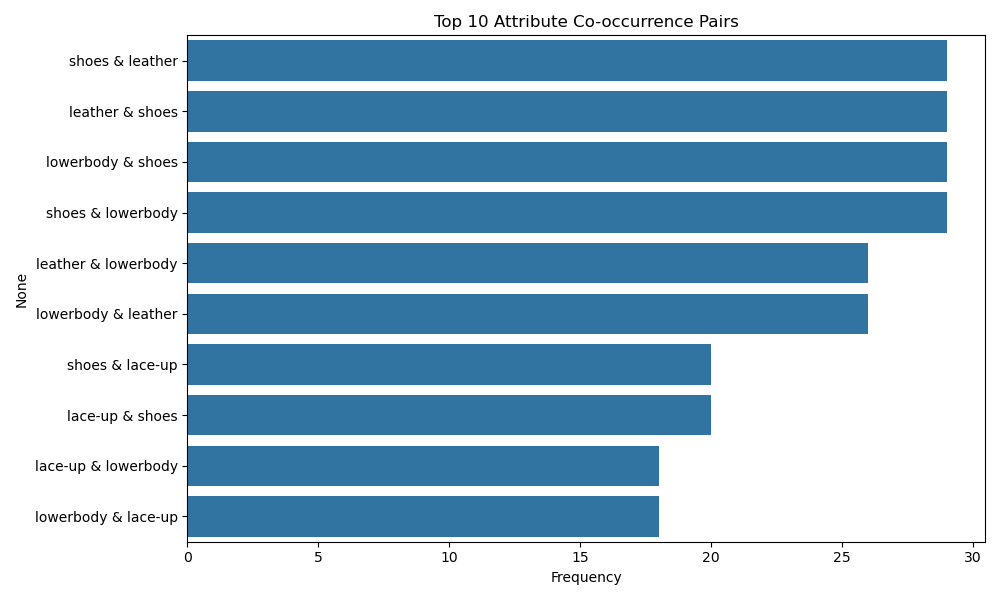 Top 10 Attribute Co-occurrence Pairs
shoes & leather
leather & shoes
lowerbody & shoes
shoes & lowerbody
leather & lowerbody
lowerbody & leather
shoes & lace-up
lace-up & shoes
lace-up & lowerbody
lowerbody & lace-up
None
0 5 10 15 20 25 30
Frequency